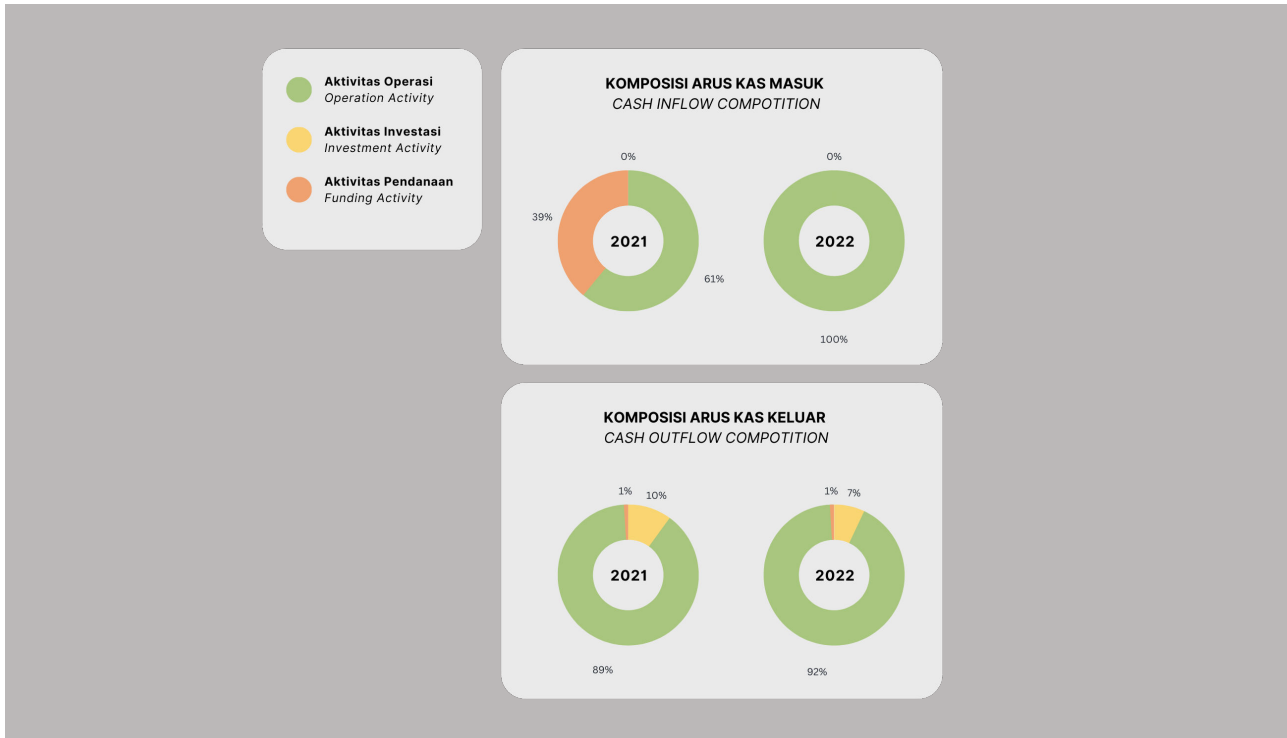 Aktivitas Operasi
Operation Activity
Aktivitas Investasi
Investment Activity
Aktivitas Pendanaan
Funding Activity
KOMPOSISI ARUS KAS MASUK
CASH INFLOW COMPOTITION
0%
39%
2021
61%
0%
2022
100%
KOMPOSISI ARUS KAS KELUAR
CASH OUTFLOW COMPOTITION
1%
10%
2021
89%
1%
7%
2022
92%